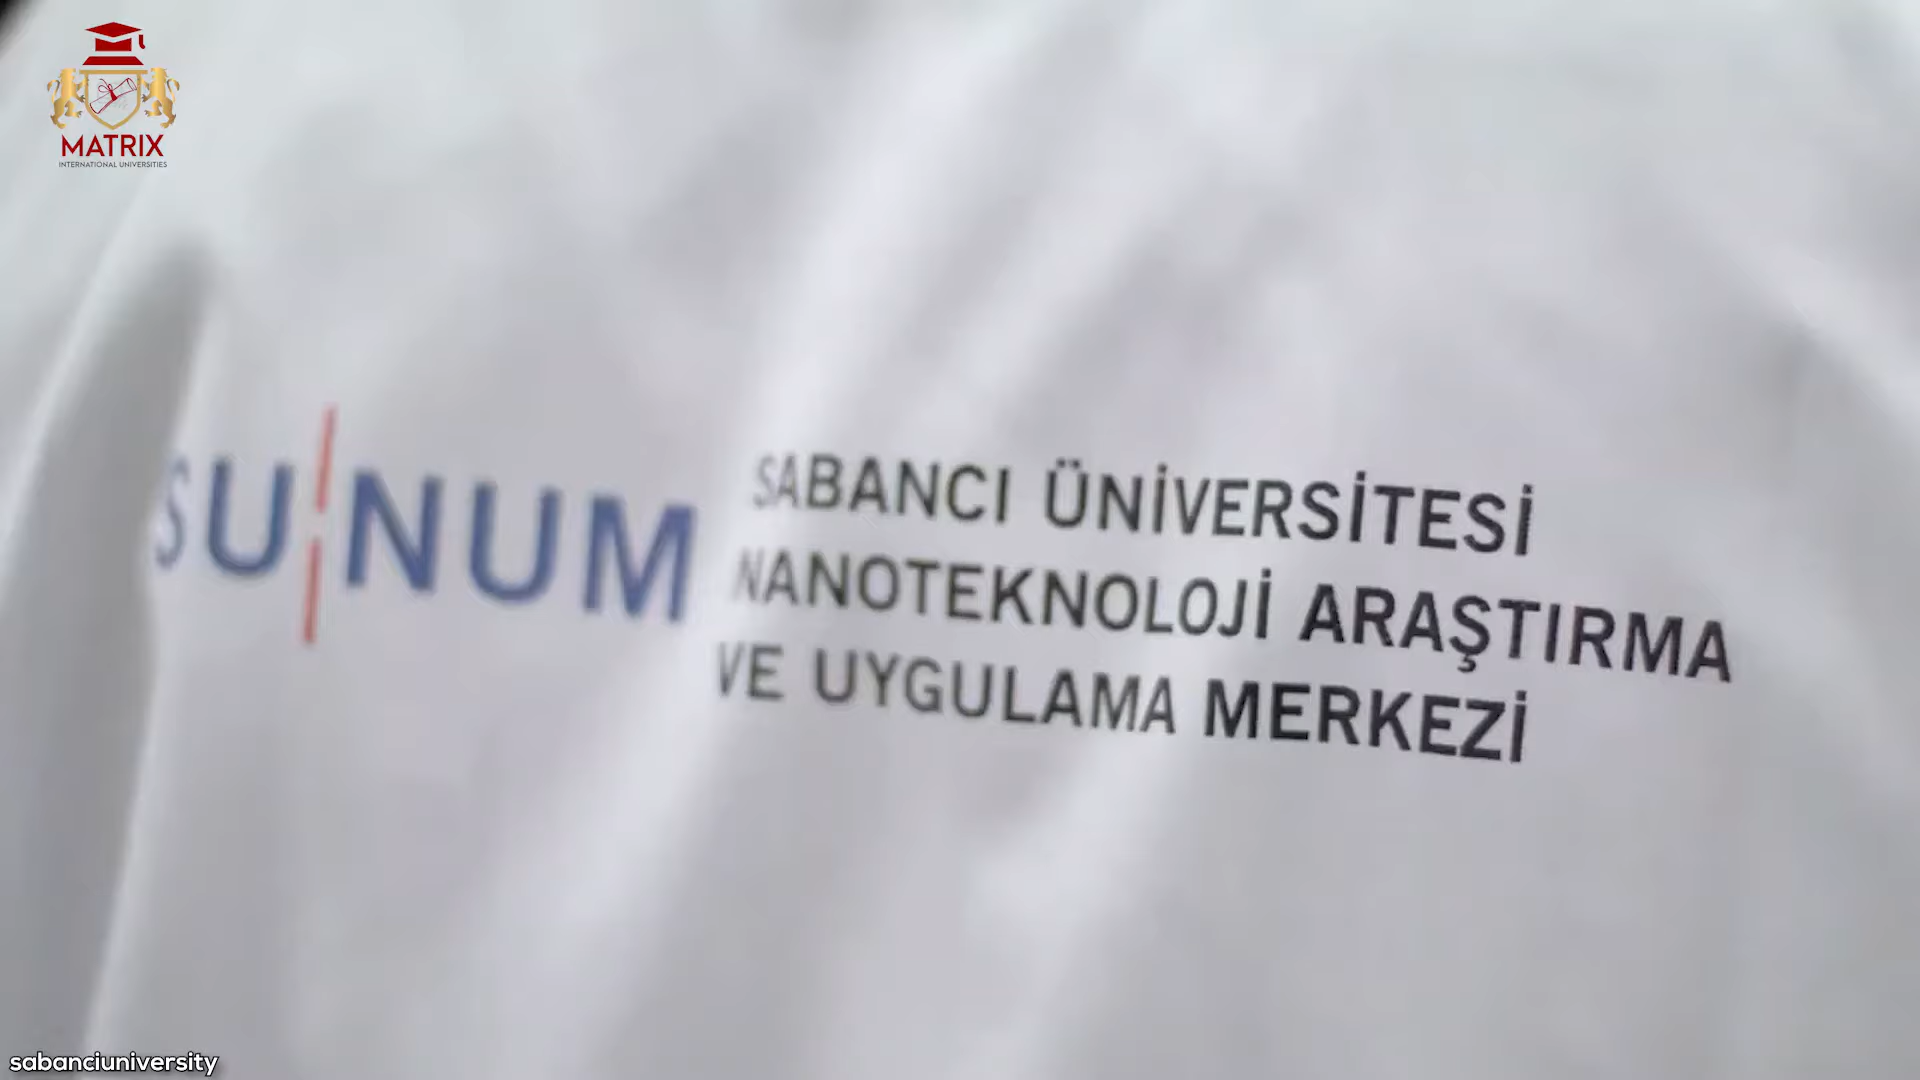 MATRIX
INTERNATIONAL UNIVERSITIES
SU NUM
SABANCI ÜNİVERSİTESİ
NANOTEKNOLOJİ ARAŞTIRMA
VE UYGULAMA MERKEZİ
sabanciuniversity